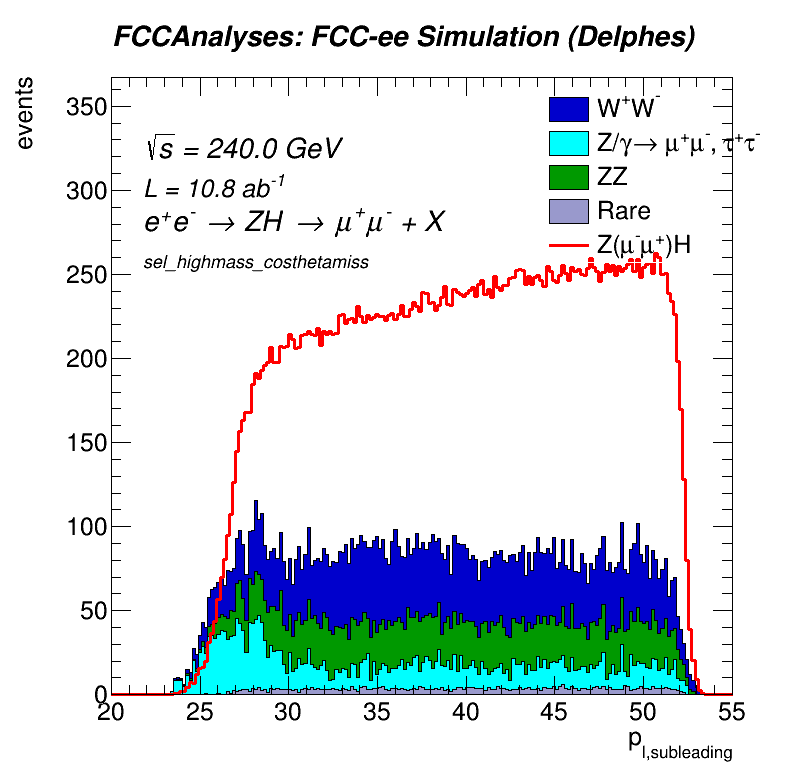 FCCAnalyses: FCC-ee Simulation (Delphes)
events
350
300
250
200
150
100
50
0
√s = 240.0 GeV
L = 10.8 ab⁻¹
e⁺e⁻ → ZH → μ⁺μ⁻ + X
sel_highmass_costhetamiss
W⁺W⁻
Z/γ→ μ⁺μ⁻, τ⁺τ⁻
ZZ
Rare
Z(μ⁻μ⁺)H
20 25 30 35 40 45 50 55
p_l,subleading